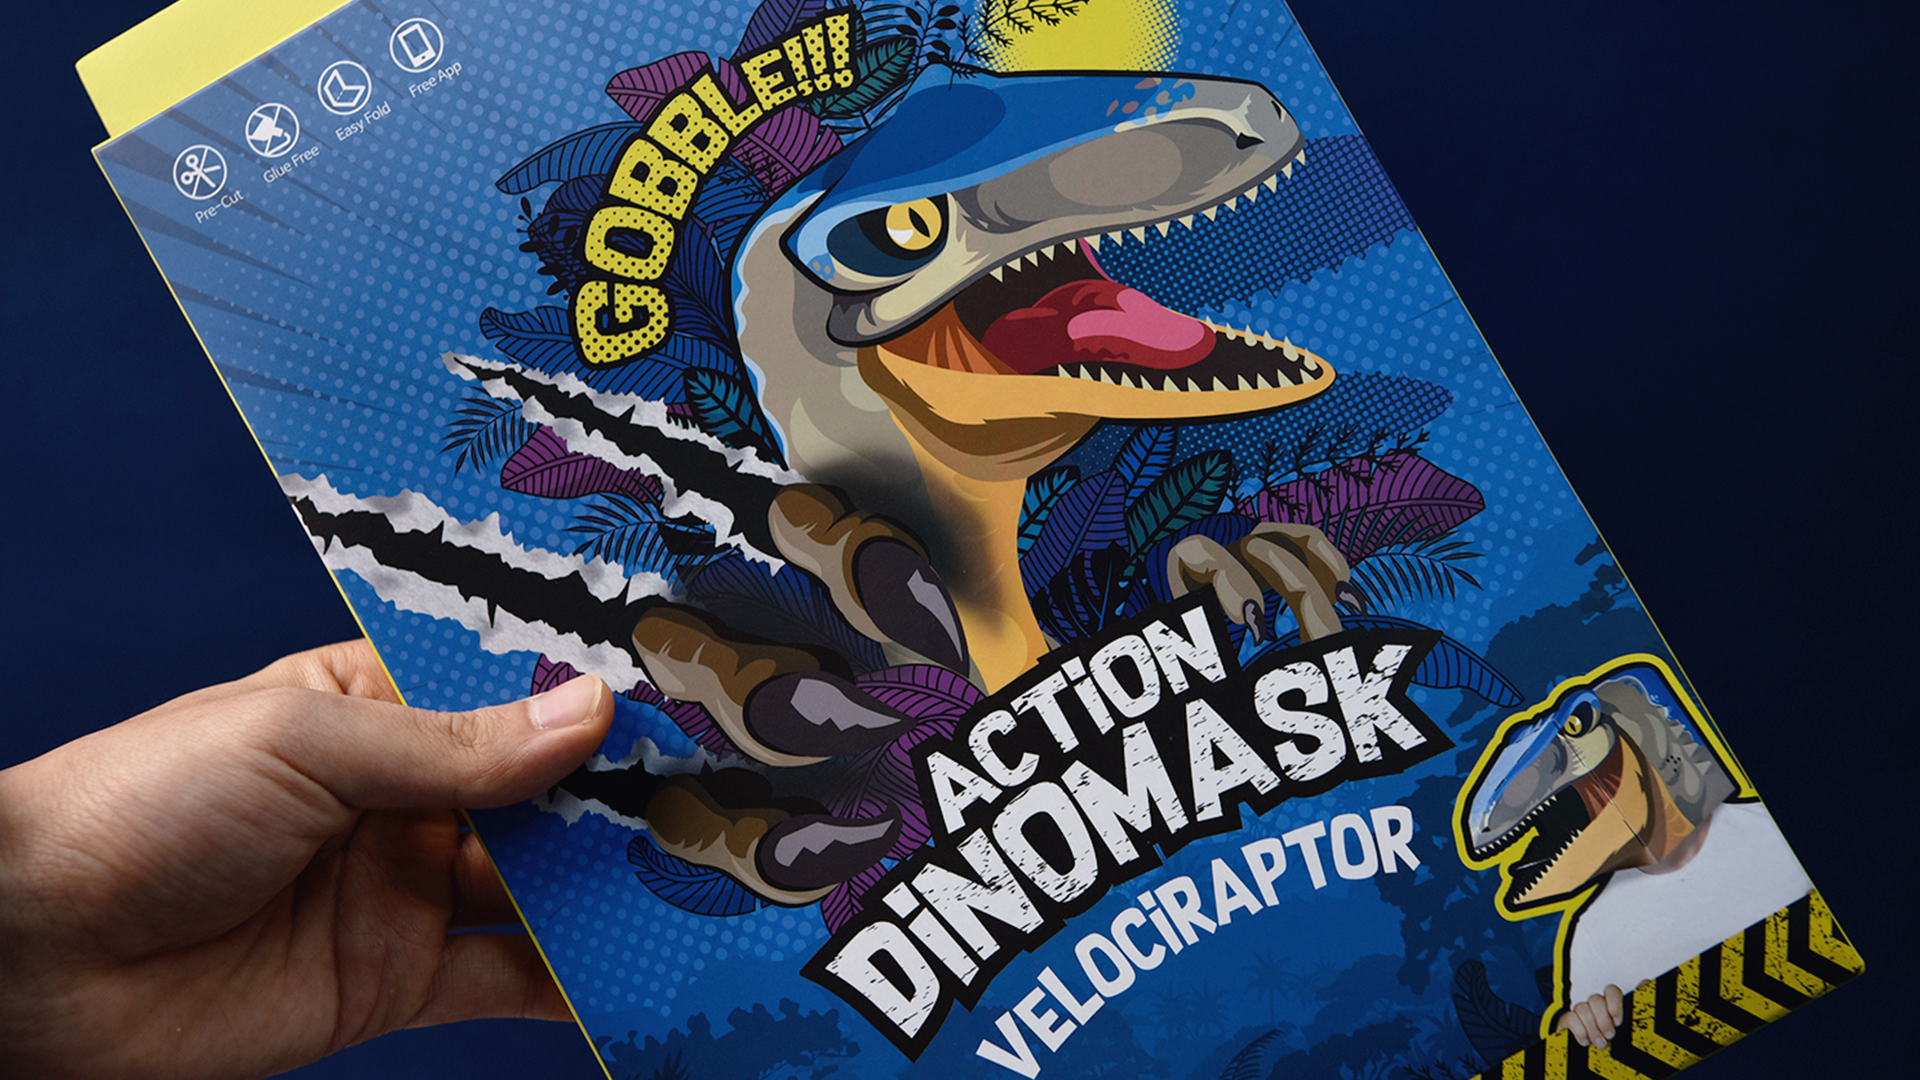 Pre-Cut
Glue Free
Easy Fold
Free App
GOBBLE!!!
ACTiON
DiNOMASK
VELOCiRAPTOR